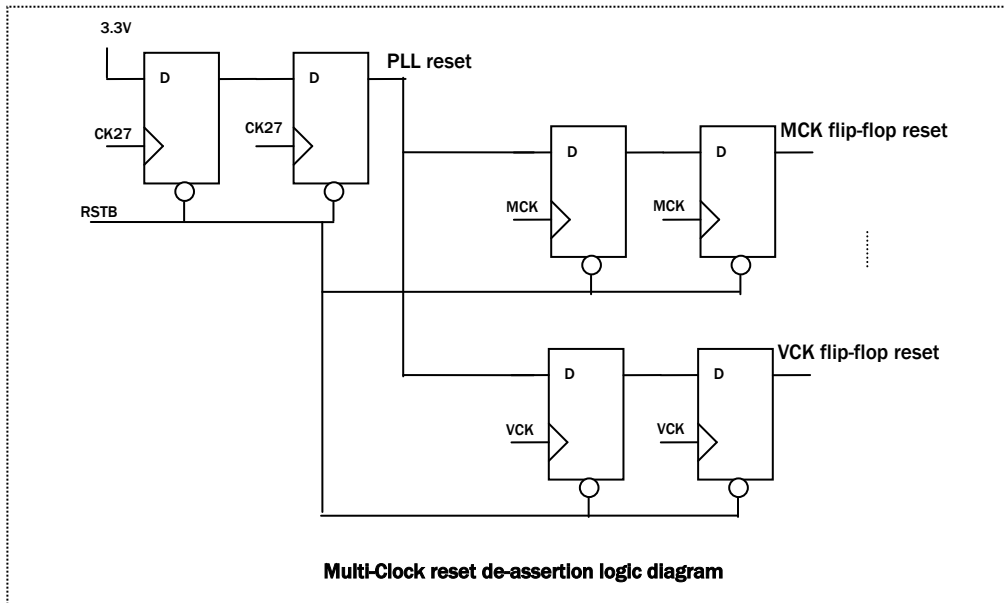 3.3V
PLL reset
D
D
CK27
CK27
MCK flip-flop reset
D
D
MCK
MCK
RSTB
VCK flip-flop reset
D
D
VCK
VCK
Multi-Clock reset de-assertion logic diagram